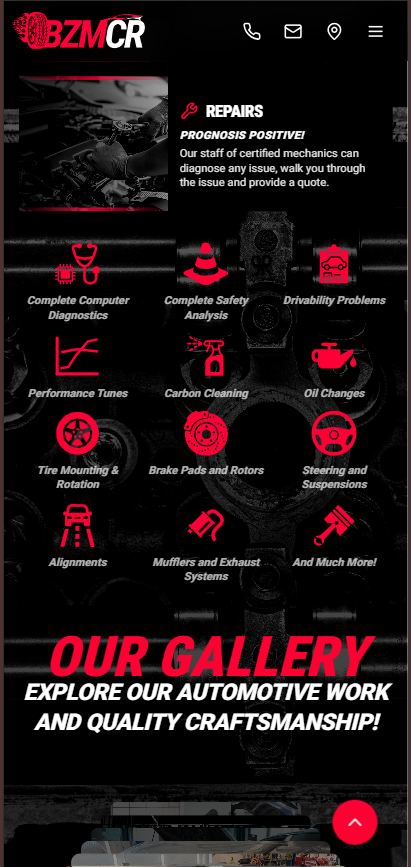 BZMCR
REPAIRS
PROGNOSIS POSITIVE!
Our staff of certified mechanics can
diagnose any issue, walk you through
the issue and provide a quote.
Complete Computer
Diagnostics
Complete Safety
Analysis
Drivability Problems
Performance Tunes
Carbon Cleaning
Oil Changes
Tire Mounting &
Rotation
Brake Pads and Rotors
Steering and
Suspensions
Alignments
Mufflers and Exhaust
Systems
And Much More!
OUR GALLERY
EXPLORE OUR AUTOMOTIVE WORK
AND QUALITY CRAFTSMANSHIP!